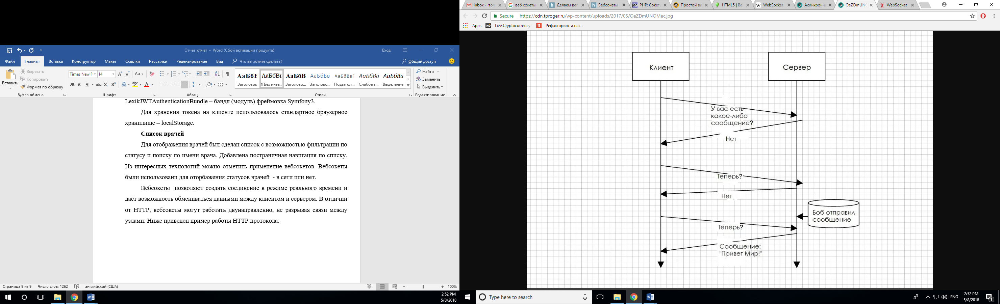 Отчёт_отчёт - Word (Сбой активации продукта)
Вход
Файл
Главная
Вставка
Конструктор
Макет
Ссылки
Рассылки
Рецензирование
Вид
Что вы хотите сделать?
Общий доступ
Вставить
Вырезать
Копировать
Формат по образцу
Буфер обмена
Times New F
14
Aa
Ж К Ч abc x₂ x²
Шрифт
Абзац
АаБбВ
АаБбВв
АаБбВ
АаБбВв
АаБбВвГ
АаБбВв
АаБбВв
Заголовок
¶ Без инте...
Заголово...
Заголово...
Подзагол...
Слабое в...
Выделение
Стили
Найти
Заменить
Выделить
Редактирование
LexikJWTAuthenticationBundle – бандл (модуль) фреймовка Symfony3.
Для хранения токена на клиенте использовалось стандартное браузерное
хранилище – localStorage.
Список врачей
Для отображения врачей был сделан список с возможностью фильтрации по
статусу и поиску по имени врача. Добавлена постраничная навигация по списку.
Из интересных технологий можно отметить применение вебсокетов. Вебсокеты
были использовани для оторбажения статусов врачей - в сети или нет.
Вебсокеты позволяют создать соединение в режиме реального времени и
даёт возможность обмениваться данными между клиентом и сервером. В отличии
от HTTP, вебсокеты могут работать двунаправленно, не разрывая связи между
узлами. Ниже приведен пример работы HTTP протокола:
Страница 9 из 9
Число слов: 1262
английский (США)
100%
2:52 PM
5/8/2018
Inbox - rton
веб сокеты
Делаем веб
Вебсокеты
PHP: Сокет
Простой ве
HTML5 | Ве
WebSocket
Асинхронн
OeZDmUNO
WebSocket
Secure
https://cdn.tproger.ru/wp-content/uploads/2017/05/OeZDmUNOMec.jpg
Apps
Inv
Live Cryptocurrency
R
Рефакторинг и патт
Клиент
Сервер
У вас есть
какое-либо
сообщение?
Нет
Теперь?
Нет
Боб отправил
сообщение
Теперь?
Сообщение:
"Привет Мир!"
Type here to search
ENG
2:52 PM
5/8/2018
1